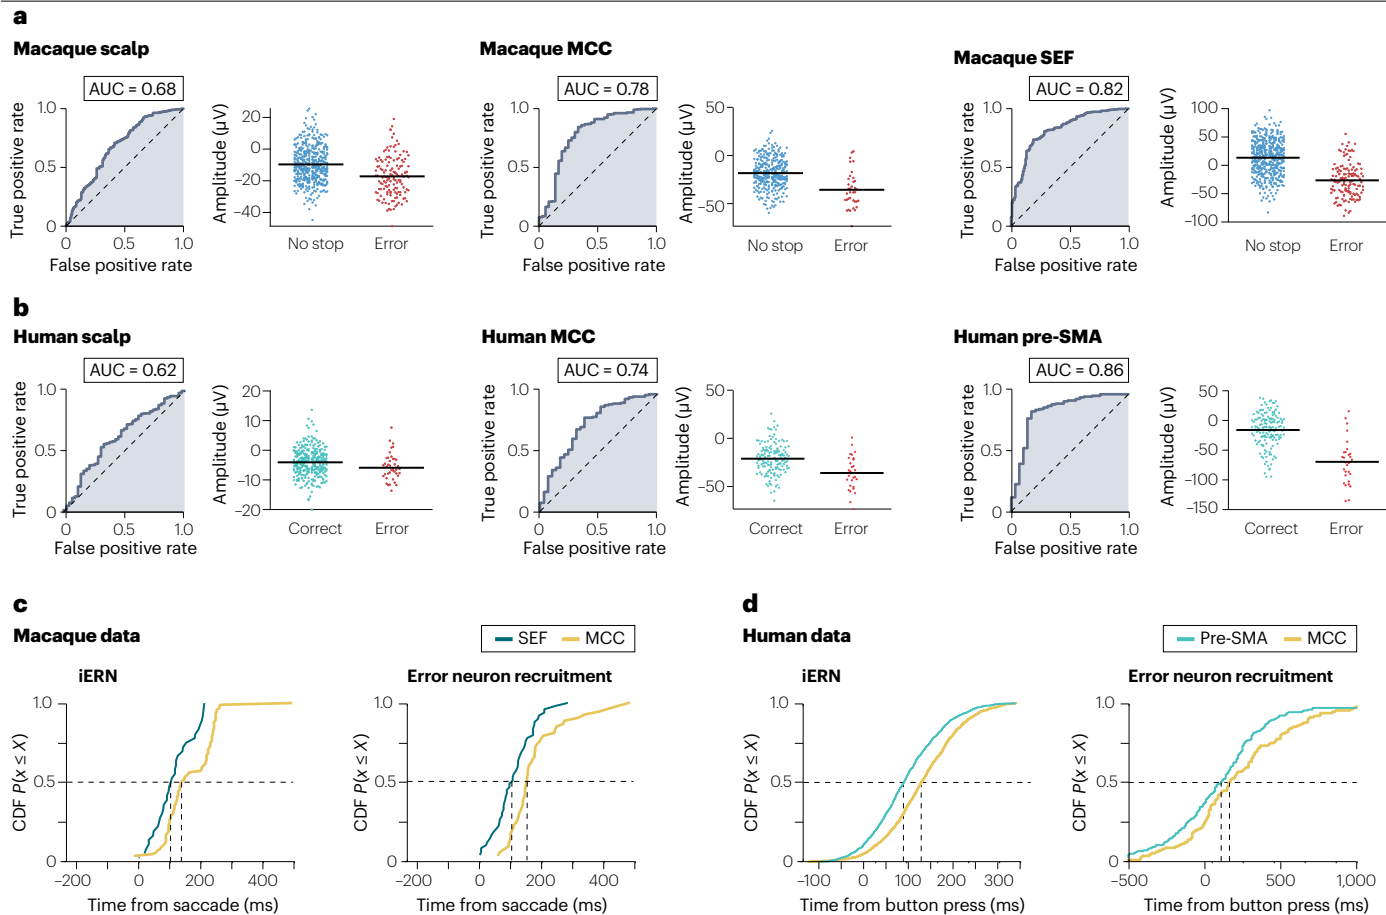 a
Macaque scalp
AUC = 0.68
True positive rate
1.0
0.5
0
0
0.5
1.0
False positive rate
Amplitude (µV)
20
0
−20
−40
No stop
Error
Macaque MCC
AUC = 0.78
True positive rate
1.0
0.5
0
0
0.5
1.0
False positive rate
Amplitude (µV)
50
0
−50
No stop
Error
Macaque SEF
AUC = 0.82
True positive rate
1.0
0.5
0
0
0.5
1.0
False positive rate
Amplitude (µV)
100
50
0
−50
−100
No stop
Error
b
Human scalp
AUC = 0.62
True positive rate
1.0
0.5
0
0
0.5
1.0
False positive rate
Amplitude (µV)
20
10
0
−10
−20
Correct
Error
Human MCC
AUC = 0.74
True positive rate
1.0
0.5
0
0
0.5
1.0
False positive rate
Amplitude (µV)
50
0
−50
Correct
Error
Human pre-SMA
AUC = 0.86
True positive rate
1.0
0.5
0
0
0.5
1.0
False positive rate
Amplitude (µV)
50
0
−50
−100
−150
Correct
Error
c
Macaque data
SEF
MCC
iERN
CDF P(x ≤ X)
1.0
0.5
0
−200
0
200
400
Time from saccade (ms)
Error neuron recruitment
CDF P(x ≤ X)
1.0
0.5
0
−200
0
200
400
Time from saccade (ms)
d
Human data
Pre-SMA
MCC
iERN
CDF P(x ≤ X)
1.0
0.5
0
−100
0
100
200
300
Time from button press (ms)
Error neuron recruitment
CDF P(x ≤ X)
1.0
0.5
0
−500
0
500
1,000
Time from button press (ms)